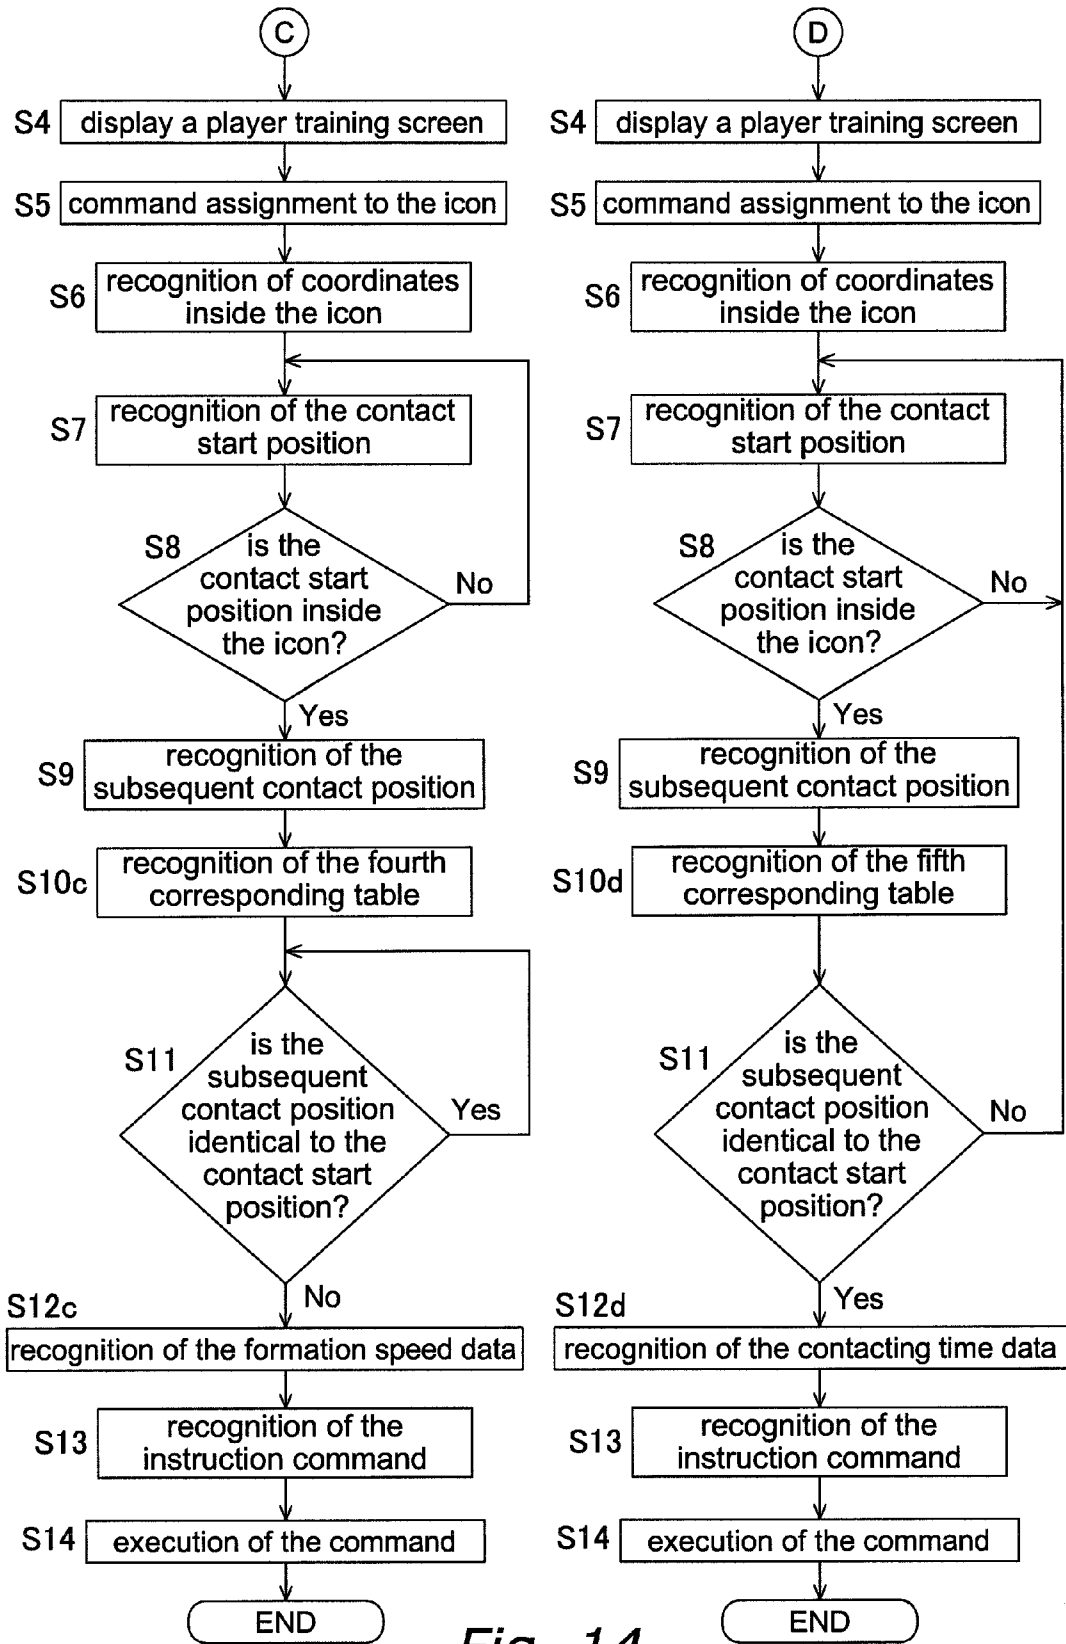 C
S4
display a player training screen
S5
command assignment to the icon
S6
recognition of coordinates
inside the icon
S7
recognition of the contact
start position
S8
is the
contact start
position inside
the icon?
No
Yes
S9
recognition of the
subsequent contact position
S10c
recognition of the fourth
corresponding table
S11
is the
subsequent
contact position
identical to the
contact start
position?
Yes
No
S12c
recognition of the formation speed data
S13
recognition of the
instruction command
S14
execution of the command
END
D
S4
display a player training screen
S5
command assignment to the icon
S6
recognition of coordinates
inside the icon
S7
recognition of the contact
start position
S8
is the
contact start
position inside
the icon?
No
Yes
S9
recognition of the
subsequent contact position
S10d
recognition of the fifth
corresponding table
S11
is the
subsequent
contact position
identical to the
contact start
position?
No
Yes
S12d
recognition of the contacting time data
S13
recognition of the
instruction command
S14
execution of the command
END
Fig. 14